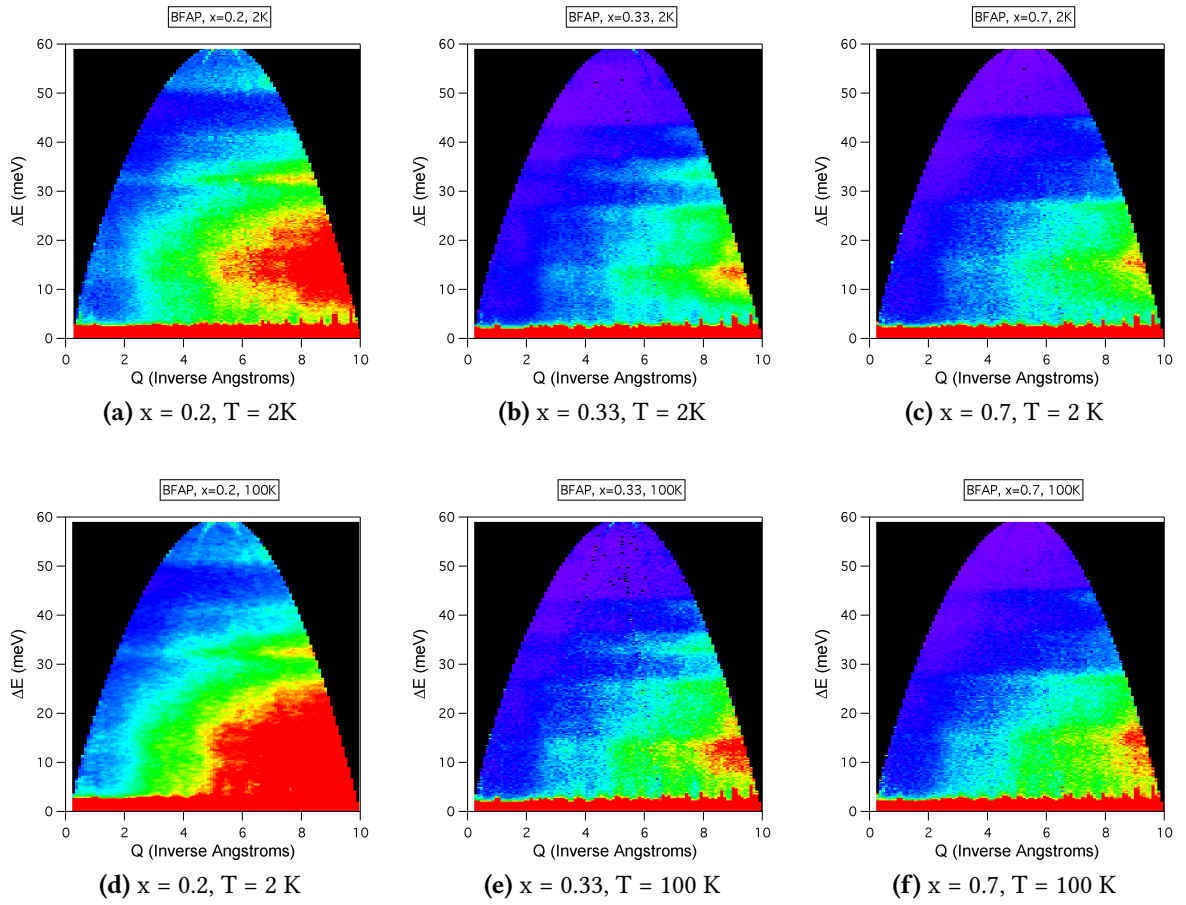 BFAP, x=0.2, 2K
BFAP, x=0.33, 2K
BFAP, x=0.7, 2K
60
50
40
30
20
10
0
ΔE (meV)
0 2 4 6 8 10
Q (Inverse Angstroms)
60
50
40
30
20
10
0
ΔE (meV)
0 2 4 6 8 10
Q (Inverse Angstroms)
60
50
40
30
20
10
0
ΔE (meV)
0 2 4 6 8 10
Q (Inverse Angstroms)
(a) x = 0.2, T = 2K
(b) x = 0.33, T = 2K
(c) x = 0.7, T = 2 K
BFAP, x=0.2, 100K
BFAP, x=0.33, 100K
BFAP, x=0.7, 100K
60
50
40
30
20
10
0
ΔE (meV)
0 2 4 6 8 10
Q (Inverse Angstroms)
60
50
40
30
20
10
0
ΔE (meV)
0 2 4 6 8 10
Q (Inverse Angstroms)
60
50
40
30
20
10
0
ΔE (meV)
0 2 4 6 8 10
Q (Inverse Angstroms)
(d) x = 0.2, T = 2 K
(e) x = 0.33, T = 100 K
(f) x = 0.7, T = 100 K